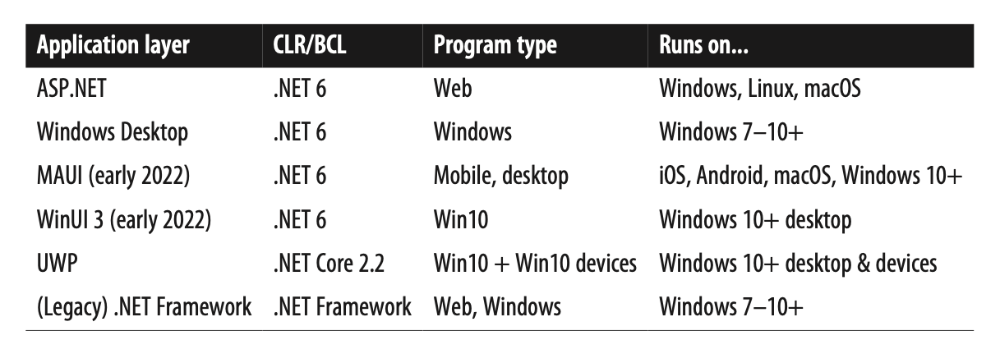 Application layer CLR/BCL Program type Runs on...
ASP.NET .NET 6 Web Windows, Linux, macOS
Windows Desktop .NET 6 Windows Windows 7–10+
MAUI (early 2022) .NET 6 Mobile, desktop iOS, Android, macOS, Windows 10+
WinUI 3 (early 2022) .NET 6 Win10 Windows 10+ desktop
UWP .NET Core 2.2 Win10 + Win10 devices Windows 10+ desktop & devices
(Legacy) .NET Framework .NET Framework Web, Windows Windows 7–10+